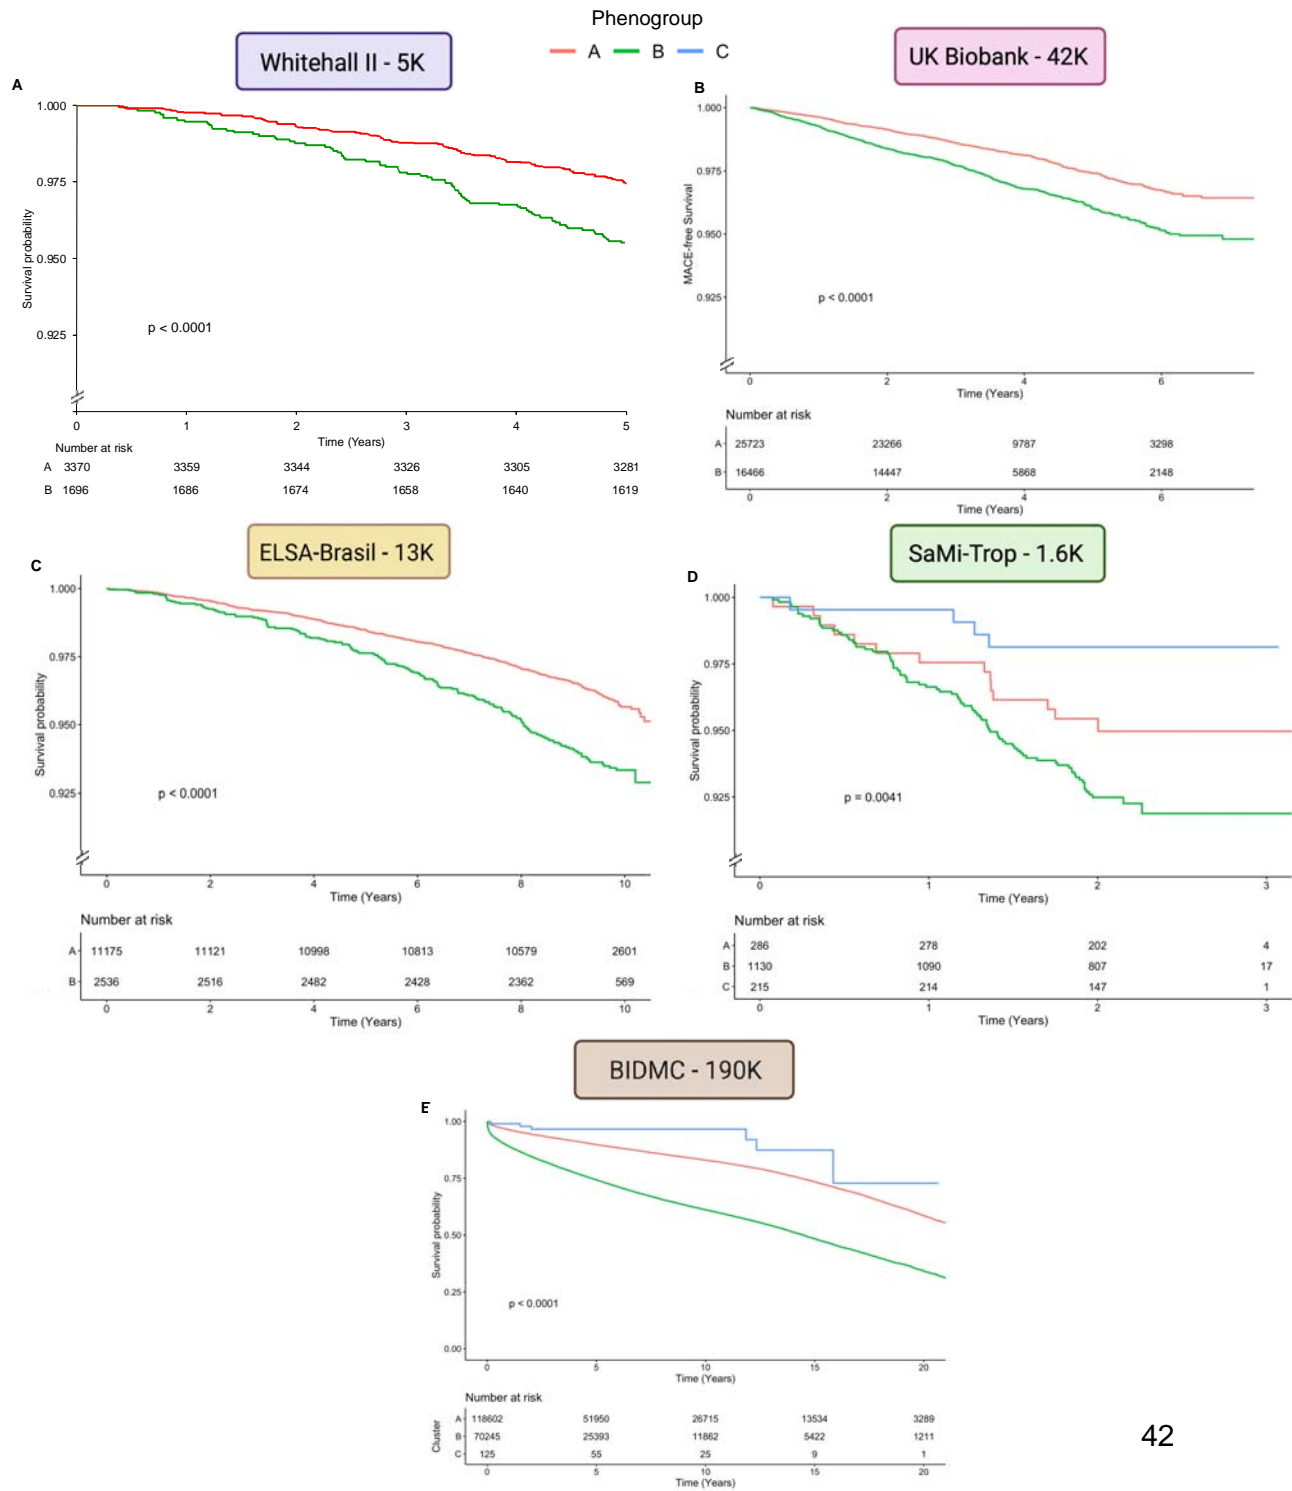 Phenogroup
A B C
Whitehall II - 5K
A
1.000
0.975
0.950
0.925
Survival probability
p < 0.0001
0 1 2 3 4 5
Time (Years)
Number at risk
A 3370 3359 3344 3326 3305 3281
B 1696 1686 1674 1658 1640 1619
UK Biobank - 42K
B
1.000
0.975
0.950
0.925
MACE-free Survival
p < 0.0001
0 2 4 6
Time (Years)
Number at risk
A 25723 23266 9787 3298
B 16466 14447 5868 2148
0 2 4 6
Time (Years)
ELSA-Brasil - 13K
C
1.000
0.975
0.950
0.925
Survival probability
p < 0.0001
0 2 4 6 8 10
Time (Years)
Number at risk
A 11175 11121 10998 10813 10579 2601
B 2536 2516 2482 2428 2362 569
0 2 4 6 8 10
Time (Years)
SaMi-Trop - 1.6K
D
1.000
0.975
0.950
0.925
Survival probability
p = 0.0041
0 1 2 3
Time (Years)
Number at risk
A 286 278 202 4
B 1130 1090 807 17
C 215 214 147 1
0 1 2 3
Time (Years)
BIDMC - 190K
E
1.00
0.75
0.50
0.25
0.00
Survival probability
p < 0.0001
0 5 10 15 20
Time (Years)
Number at risk
Cluster
A 118602 51950 26715 13534 3289
B 70245 25393 11862 5422 1211
C 125 55 25 9 1
0 5 10 15 20
Time (Years)
42